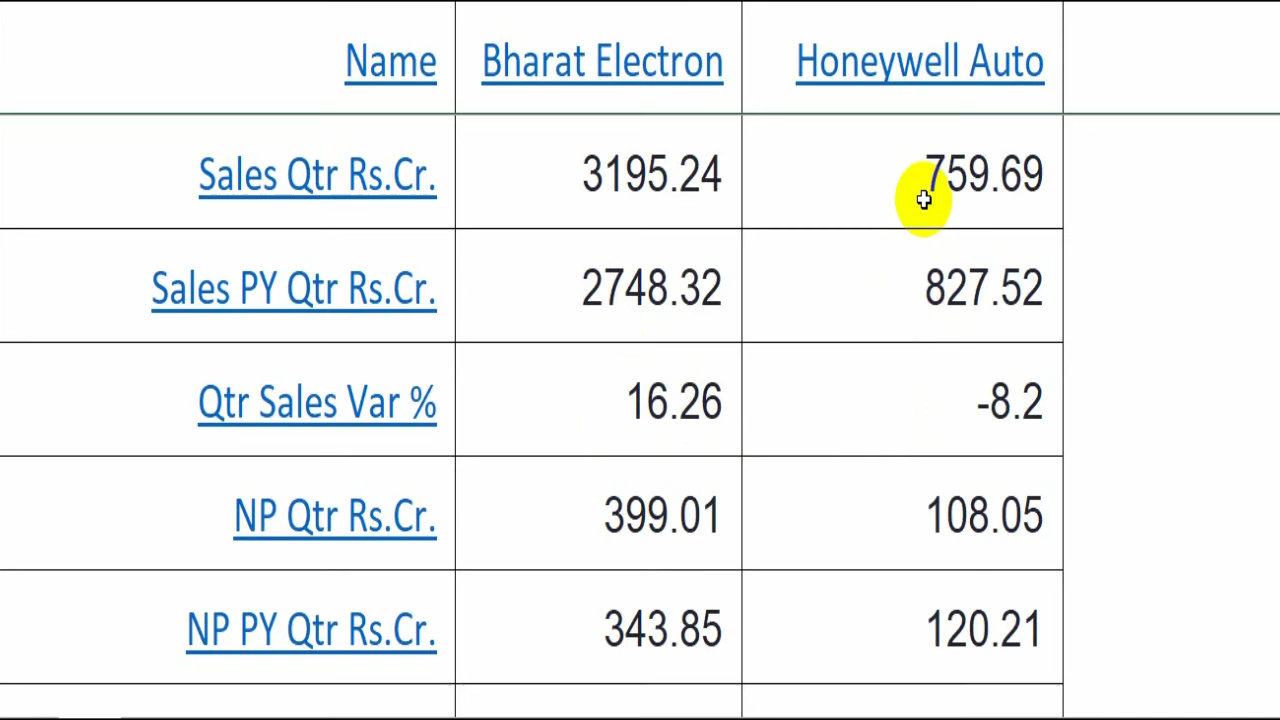 Name Bharat Electron Honeywell Auto
Sales Qtr Rs.Cr. 3195.24 759.69
Sales PY Qtr Rs.Cr. 2748.32 827.52
Qtr Sales Var % 16.26 -8.2
NP Qtr Rs.Cr. 399.01 108.05
NP PY Qtr Rs.Cr. 343.85 120.21